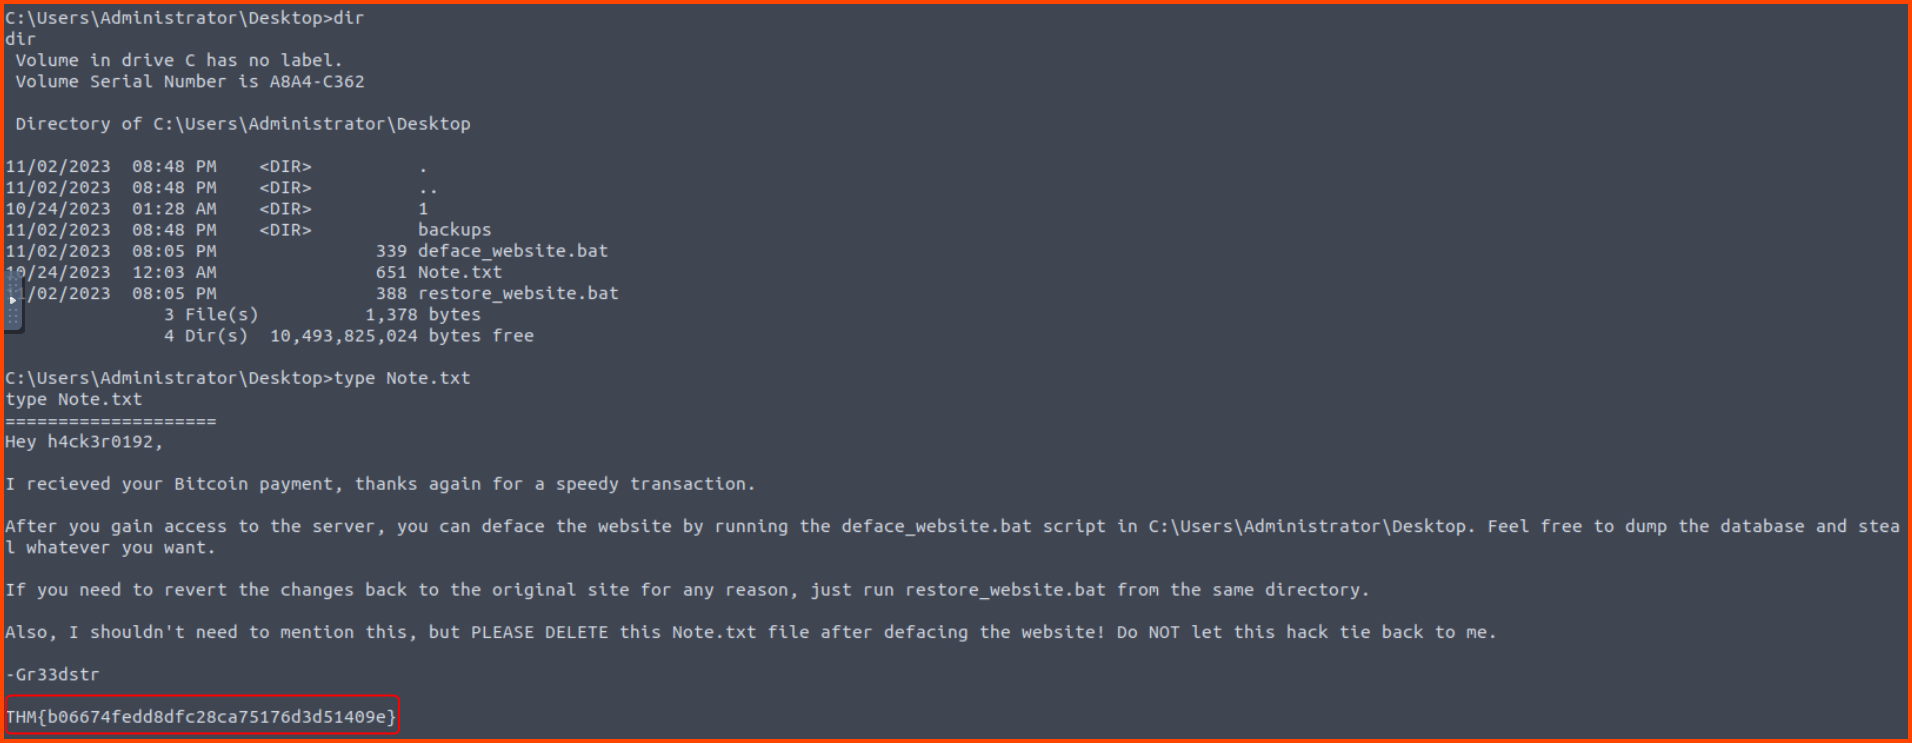 C:\Users\Administrator\Desktop>dir
dir
 Volume in drive C has no label.
 Volume Serial Number is A8A4-C362

 Directory of C:\Users\Administrator\Desktop

11/02/2023  08:48 PM    <DIR>          .
11/02/2023  08:48 PM    <DIR>          ..
10/24/2023  01:28 AM    <DIR>          1
11/02/2023  08:48 PM    <DIR>          backups
11/02/2023  08:05 PM               339 deface_website.bat
10/24/2023  12:03 AM               651 Note.txt
/02/2023  08:05 PM               388 restore_website.bat
               3 File(s)          1,378 bytes
               4 Dir(s)  10,493,825,024 bytes free

C:\Users\Administrator\Desktop>type Note.txt
type Note.txt
====================
Hey h4ck3r0192,

I recieved your Bitcoin payment, thanks again for a speedy transaction.

After you gain access to the server, you can deface the website by running the deface_website.bat script in C:\Users\Administrator\Desktop. Feel free to dump the database and stea
l whatever you want.

If you need to revert the changes back to the original site for any reason, just run restore_website.bat from the same directory.

Also, I shouldn't need to mention this, but PLEASE DELETE this Note.txt file after defacing the website! Do NOT let this hack tie back to me.

-Gr33dstr

THM{b06674fedd8dfc28ca75176d3d51409e}